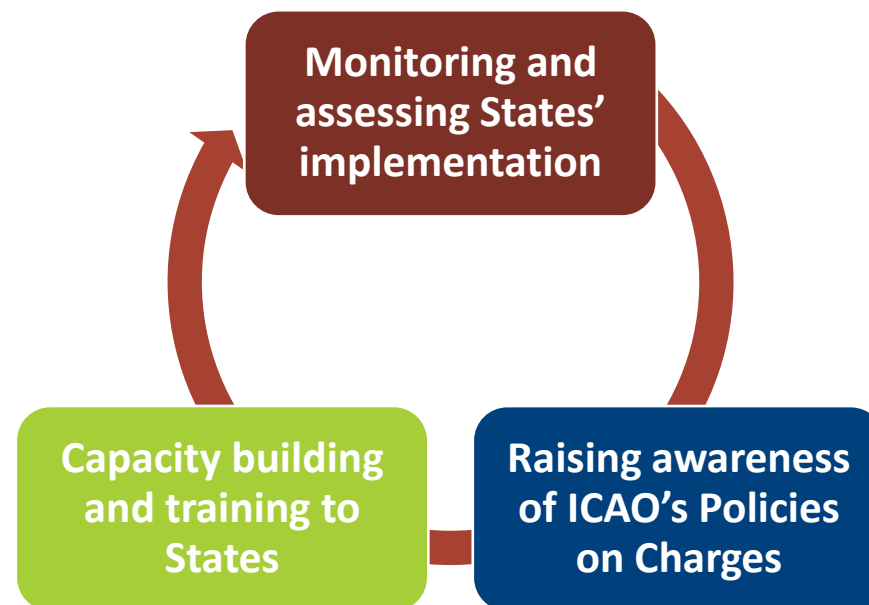 Monitoring and
assessing States’
implementation
Capacity building
and training to
States
Raising awareness
of ICAO’s Policies
on Charges